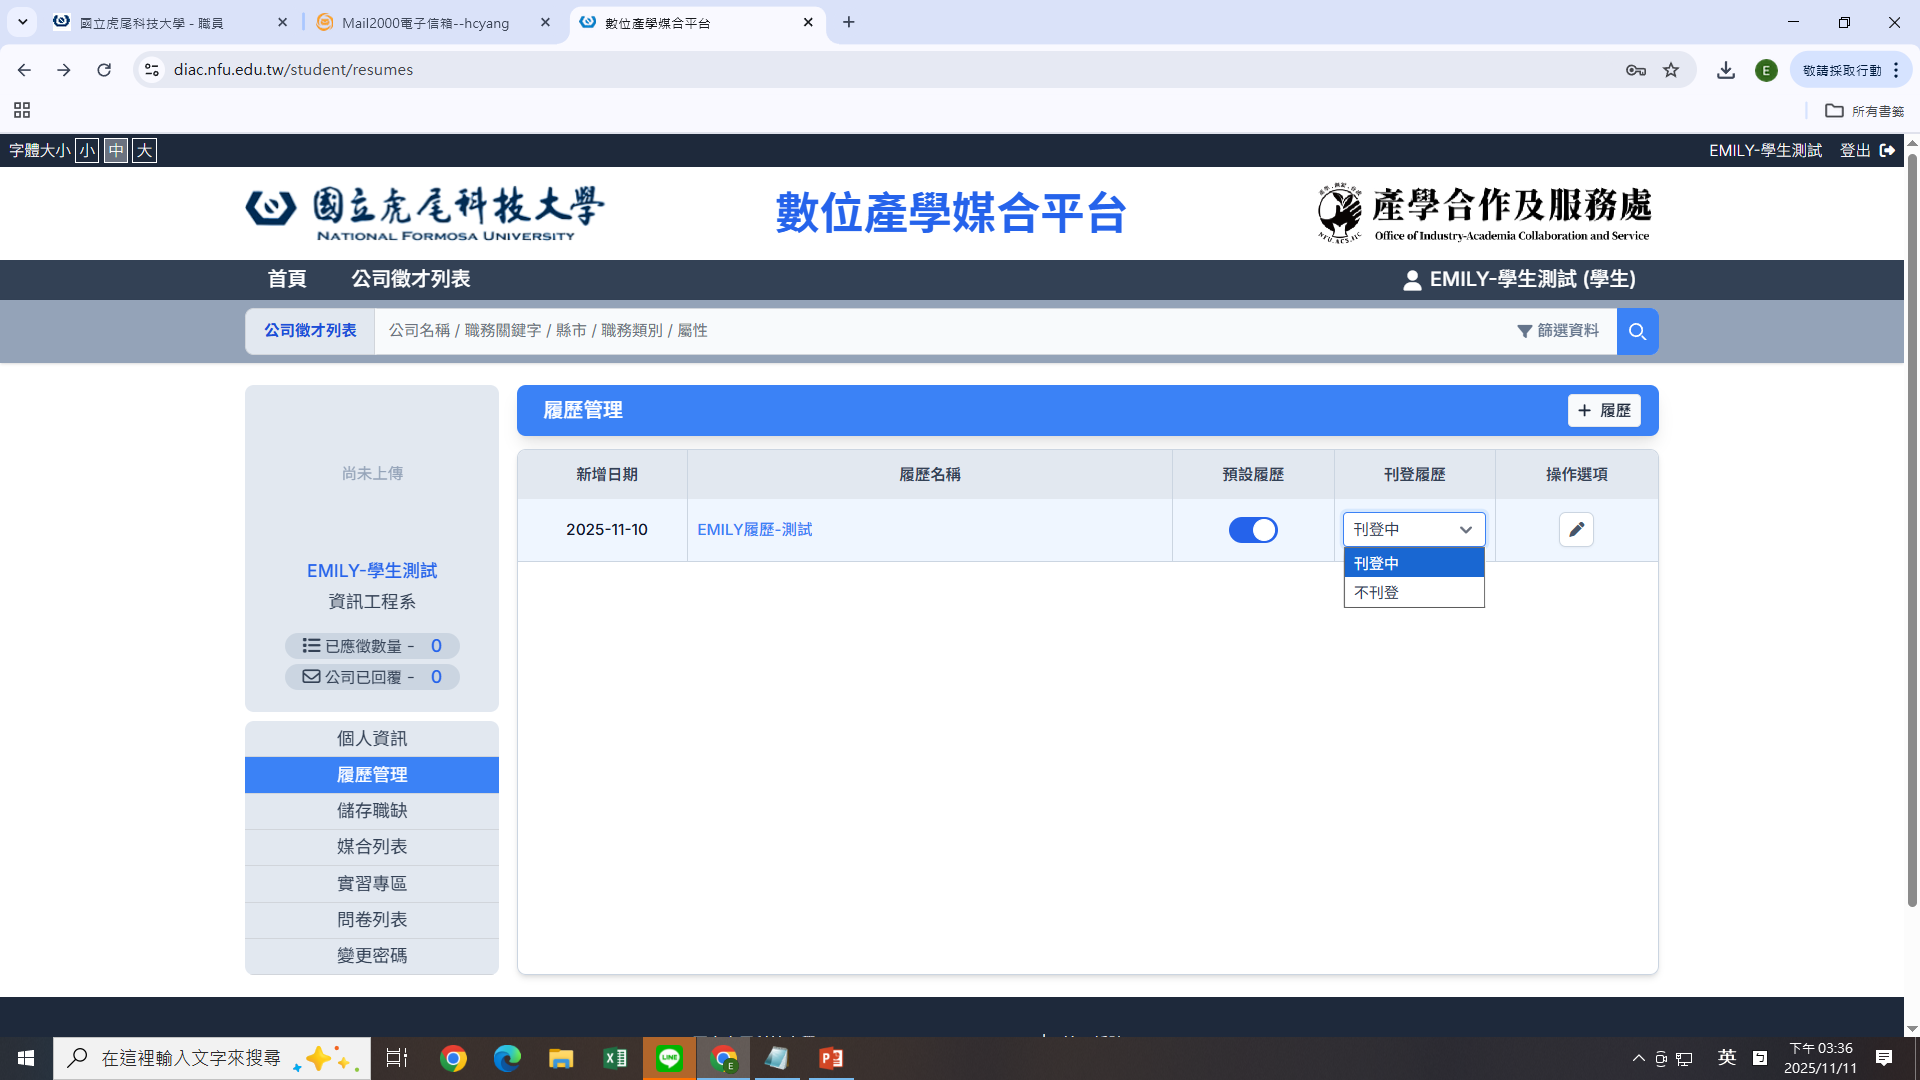 國立虎尾科技大學 - 職員
Mail2000電子信箱--hcyang
數位產學媒合平台
diac.nfu.edu.tw/student/resumes
E
敬請採取行動
所有書籤
字體大小 小 中 大
EMILY-學生測試 登出
國立虎尾科技大學
NATIONAL FORMOSA UNIVERSITY
數位產學媒合平台
產學合作及服務處
Office of Industry-Academia Collaboration and Service
首頁 公司徵才列表
EMILY-學生測試 (學生)
公司徵才列表
公司名稱 / 職務關鍵字 / 縣市 / 職務類別 / 屬性
篩選資料
尚未上傳
EMILY-學生測試
資訊工程系
已應徵數量 - 0
公司已回覆 - 0
個人資訊
履歷管理
儲存職缺
媒合列表
實習專區
問卷列表
變更密碼
履歷管理
+ 履歷
新增日期 履歷名稱 預設履歷 刊登履歷 操作選項
2025-11-10 EMILY履歷-測試 刊登中
刊登中
不刊登
在這裡輸入文字來搜尋
英
下午 03:36
2025/11/11